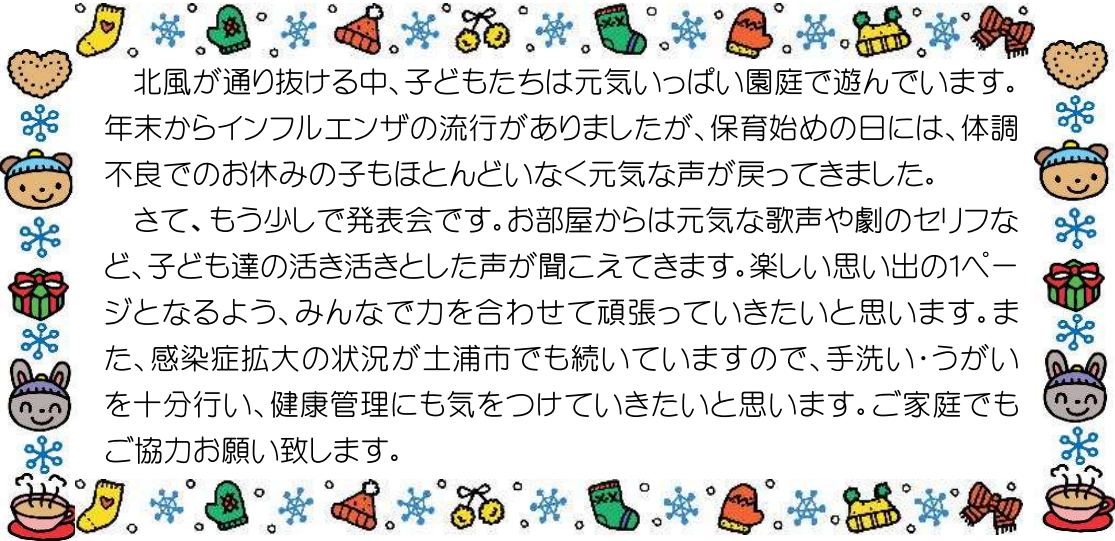 北風が通り抜ける中、子どもたちは元気いっぱい園庭で遊んでいます。
年末からインフルエンザの流行がありましたが、保育始めの日には、体調
不良でのお休みの子もほとんどいなく元気な声が戻ってきました。
　さて、もう少しで発表会です。お部屋からは元気な歌声や劇のセリフな
ど、子ども達の活き活きとした声が聞こえてきます。楽しい思い出の1ペー
ジとなるよう、みんなで力を合わせて頑張っていきたいと思います。ま
た、感染症拡大の状況が土浦市でも続いていますので、手洗い・うがい
を十分行い、健康管理にも気をつけていきたいと思います。ご家庭でも
ご協力お願い致します。